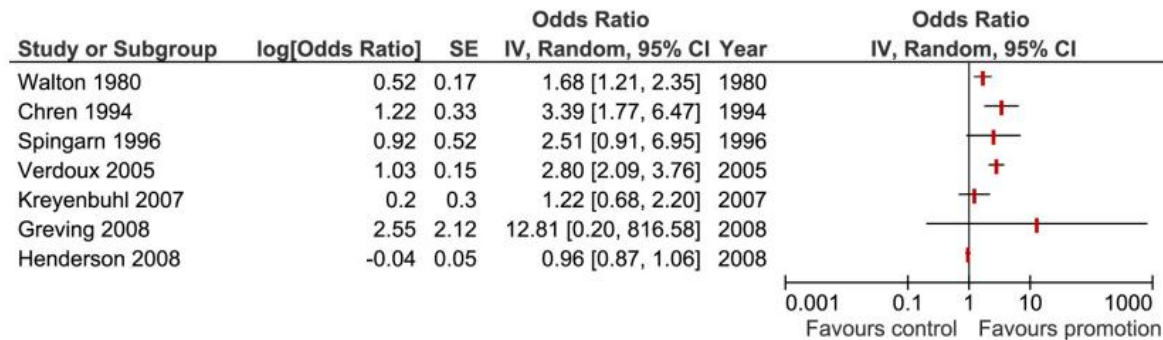 Odds Ratio Odds Ratio
Study or Subgroup log[Odds Ratio] SE IV, Random, 95% CI Year IV, Random, 95% CI
Walton 1980 0.52 0.17 1.68 [1.21, 2.35] 1980
Chren 1994 1.22 0.33 3.39 [1.77, 6.47] 1994
Spingarn 1996 0.92 0.52 2.51 [0.91, 6.95] 1996
Verdoux 2005 1.03 0.15 2.80 [2.09, 3.76] 2005
Kreyenbuhl 2007 0.2 0.3 1.22 [0.68, 2.20] 2007
Greving 2008 2.55 2.12 12.81 [0.20, 816.58] 2008
Henderson 2008 -0.04 0.05 0.96 [0.87, 1.06] 2008
0.001 0.1 1 10 1000
Favours control Favours promotion